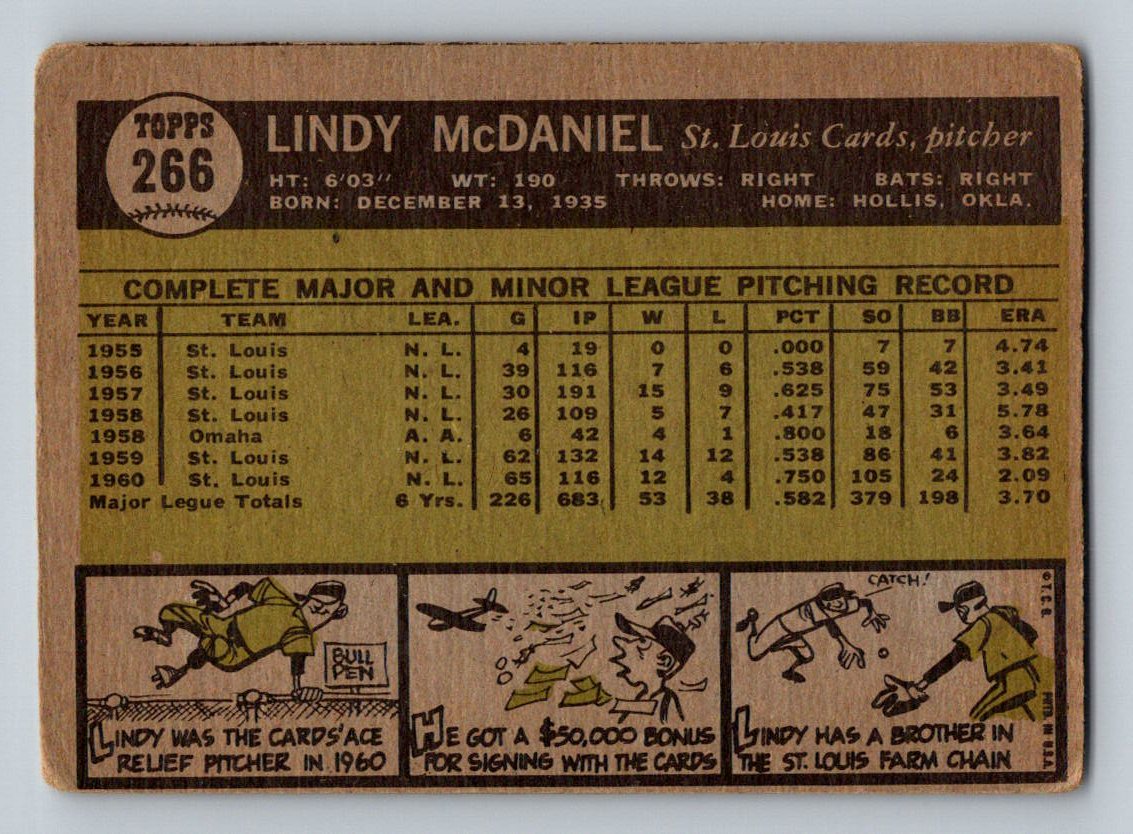 TOPPS
266
LINDY McDANIEL St. Louis Cards, pitcher
HT: 6'03" WT: 190 THROWS: RIGHT BATS: RIGHT
BORN: DECEMBER 13, 1935 HOME: HOLLIS, OKLA.
COMPLETE MAJOR AND MINOR LEAGUE PITCHING RECORD
YEAR TEAM LEA. G IP W L PCT SO BB ERA
1955 St. Louis N. L. 4 19 0 0 .000 7 7 4.74
1956 St. Louis N. L. 39 116 7 6 .538 59 42 3.41
1957 St. Louis N. L. 30 191 15 9 .625 75 53 3.49
1958 St. Louis N. L. 26 109 5 7 .417 47 31 5.78
1958 Omaha A. A. 6 42 4 1 .800 18 6 3.64
1959 St. Louis N. L. 62 132 14 12 .538 86 41 3.82
1960 St. Louis N. L. 65 116 12 4 .750 105 24 2.09
Major Legue Totals 6 Yrs. 226 683 53 38 .582 379 198 3.70
BULL
PEN
LINDY WAS THE CARDS' ACE
RELIEF PITCHER IN 1960
HE GOT A $50,000 BONUS
FOR SIGNING WITH THE CARDS
CATCH!
LINDY HAS A BROTHER IN
THE ST. LOUIS FARM CHAIN
© T. C. G. PRTD. IN U.S.A.